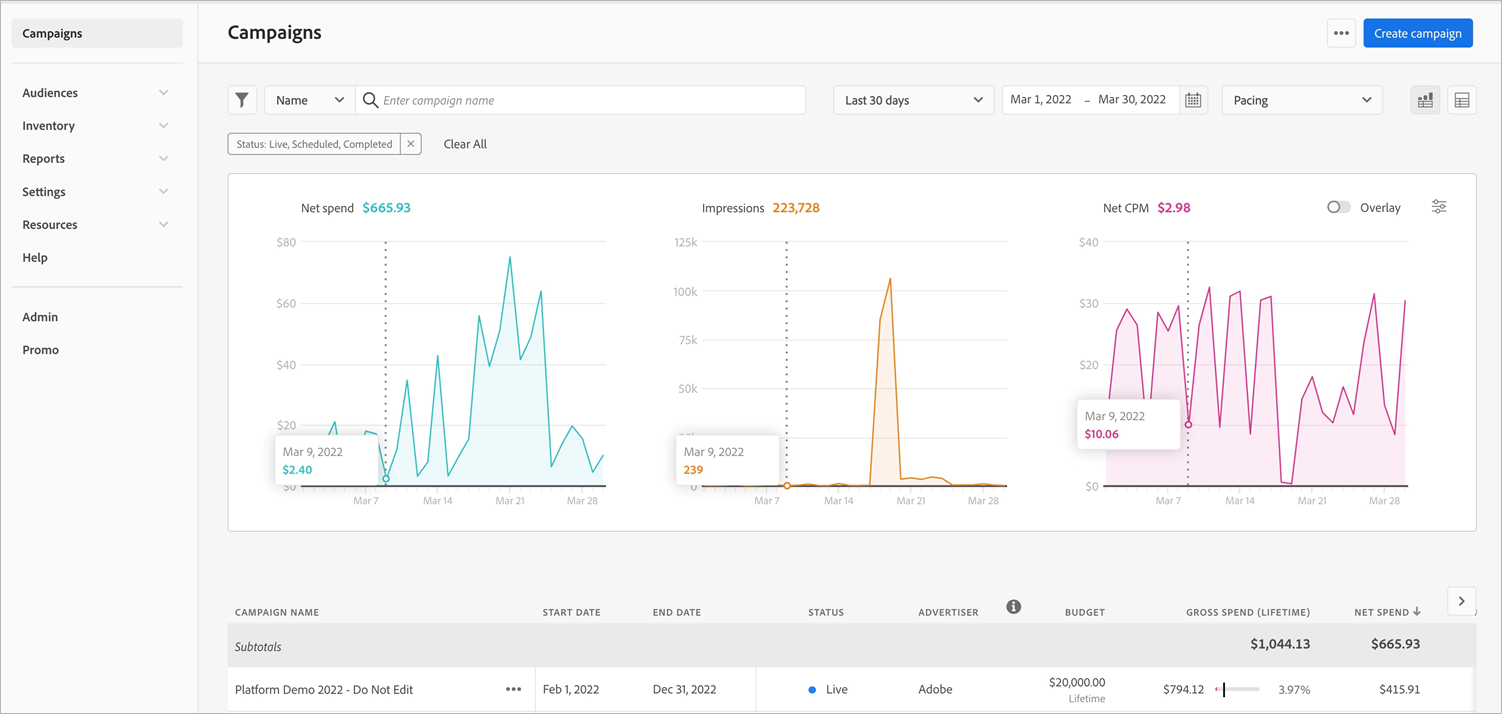 Campaigns
Audiences
Inventory
Reports
Settings
Resources
Help
Admin
Promo
Campaigns
••• Create campaign
Name Enter campaign name Last 30 days Mar 1, 2022 – Mar 30, 2022 Pacing
Status: Live, Scheduled, Completed × Clear All
Net spend $665.93
$80
$60
$40
$20
$0
Mar 9, 2022
$2.40
Mar 7 Mar 14 Mar 21 Mar 28
Impressions 223,728
125k
100k
75k
50k
Mar 9, 2022
239
0
Mar 7 Mar 14 Mar 21 Mar 28
Net CPM $2.98
Overlay
$40
$30
$20
$0
Mar 9, 2022
$10.06
Mar 7 Mar 14 Mar 21 Mar 28
CAMPAIGN NAME START DATE END DATE STATUS ADVERTISER BUDGET GROSS SPEND (LIFETIME) NET SPEND
Subtotals $1,044.13 $665.93
Platform Demo 2022 - Do Not Edit ••• Feb 1, 2022 Dec 31, 2022 Live Adobe $20,000.00 $794.12 3.97% $415.91
Lifetime